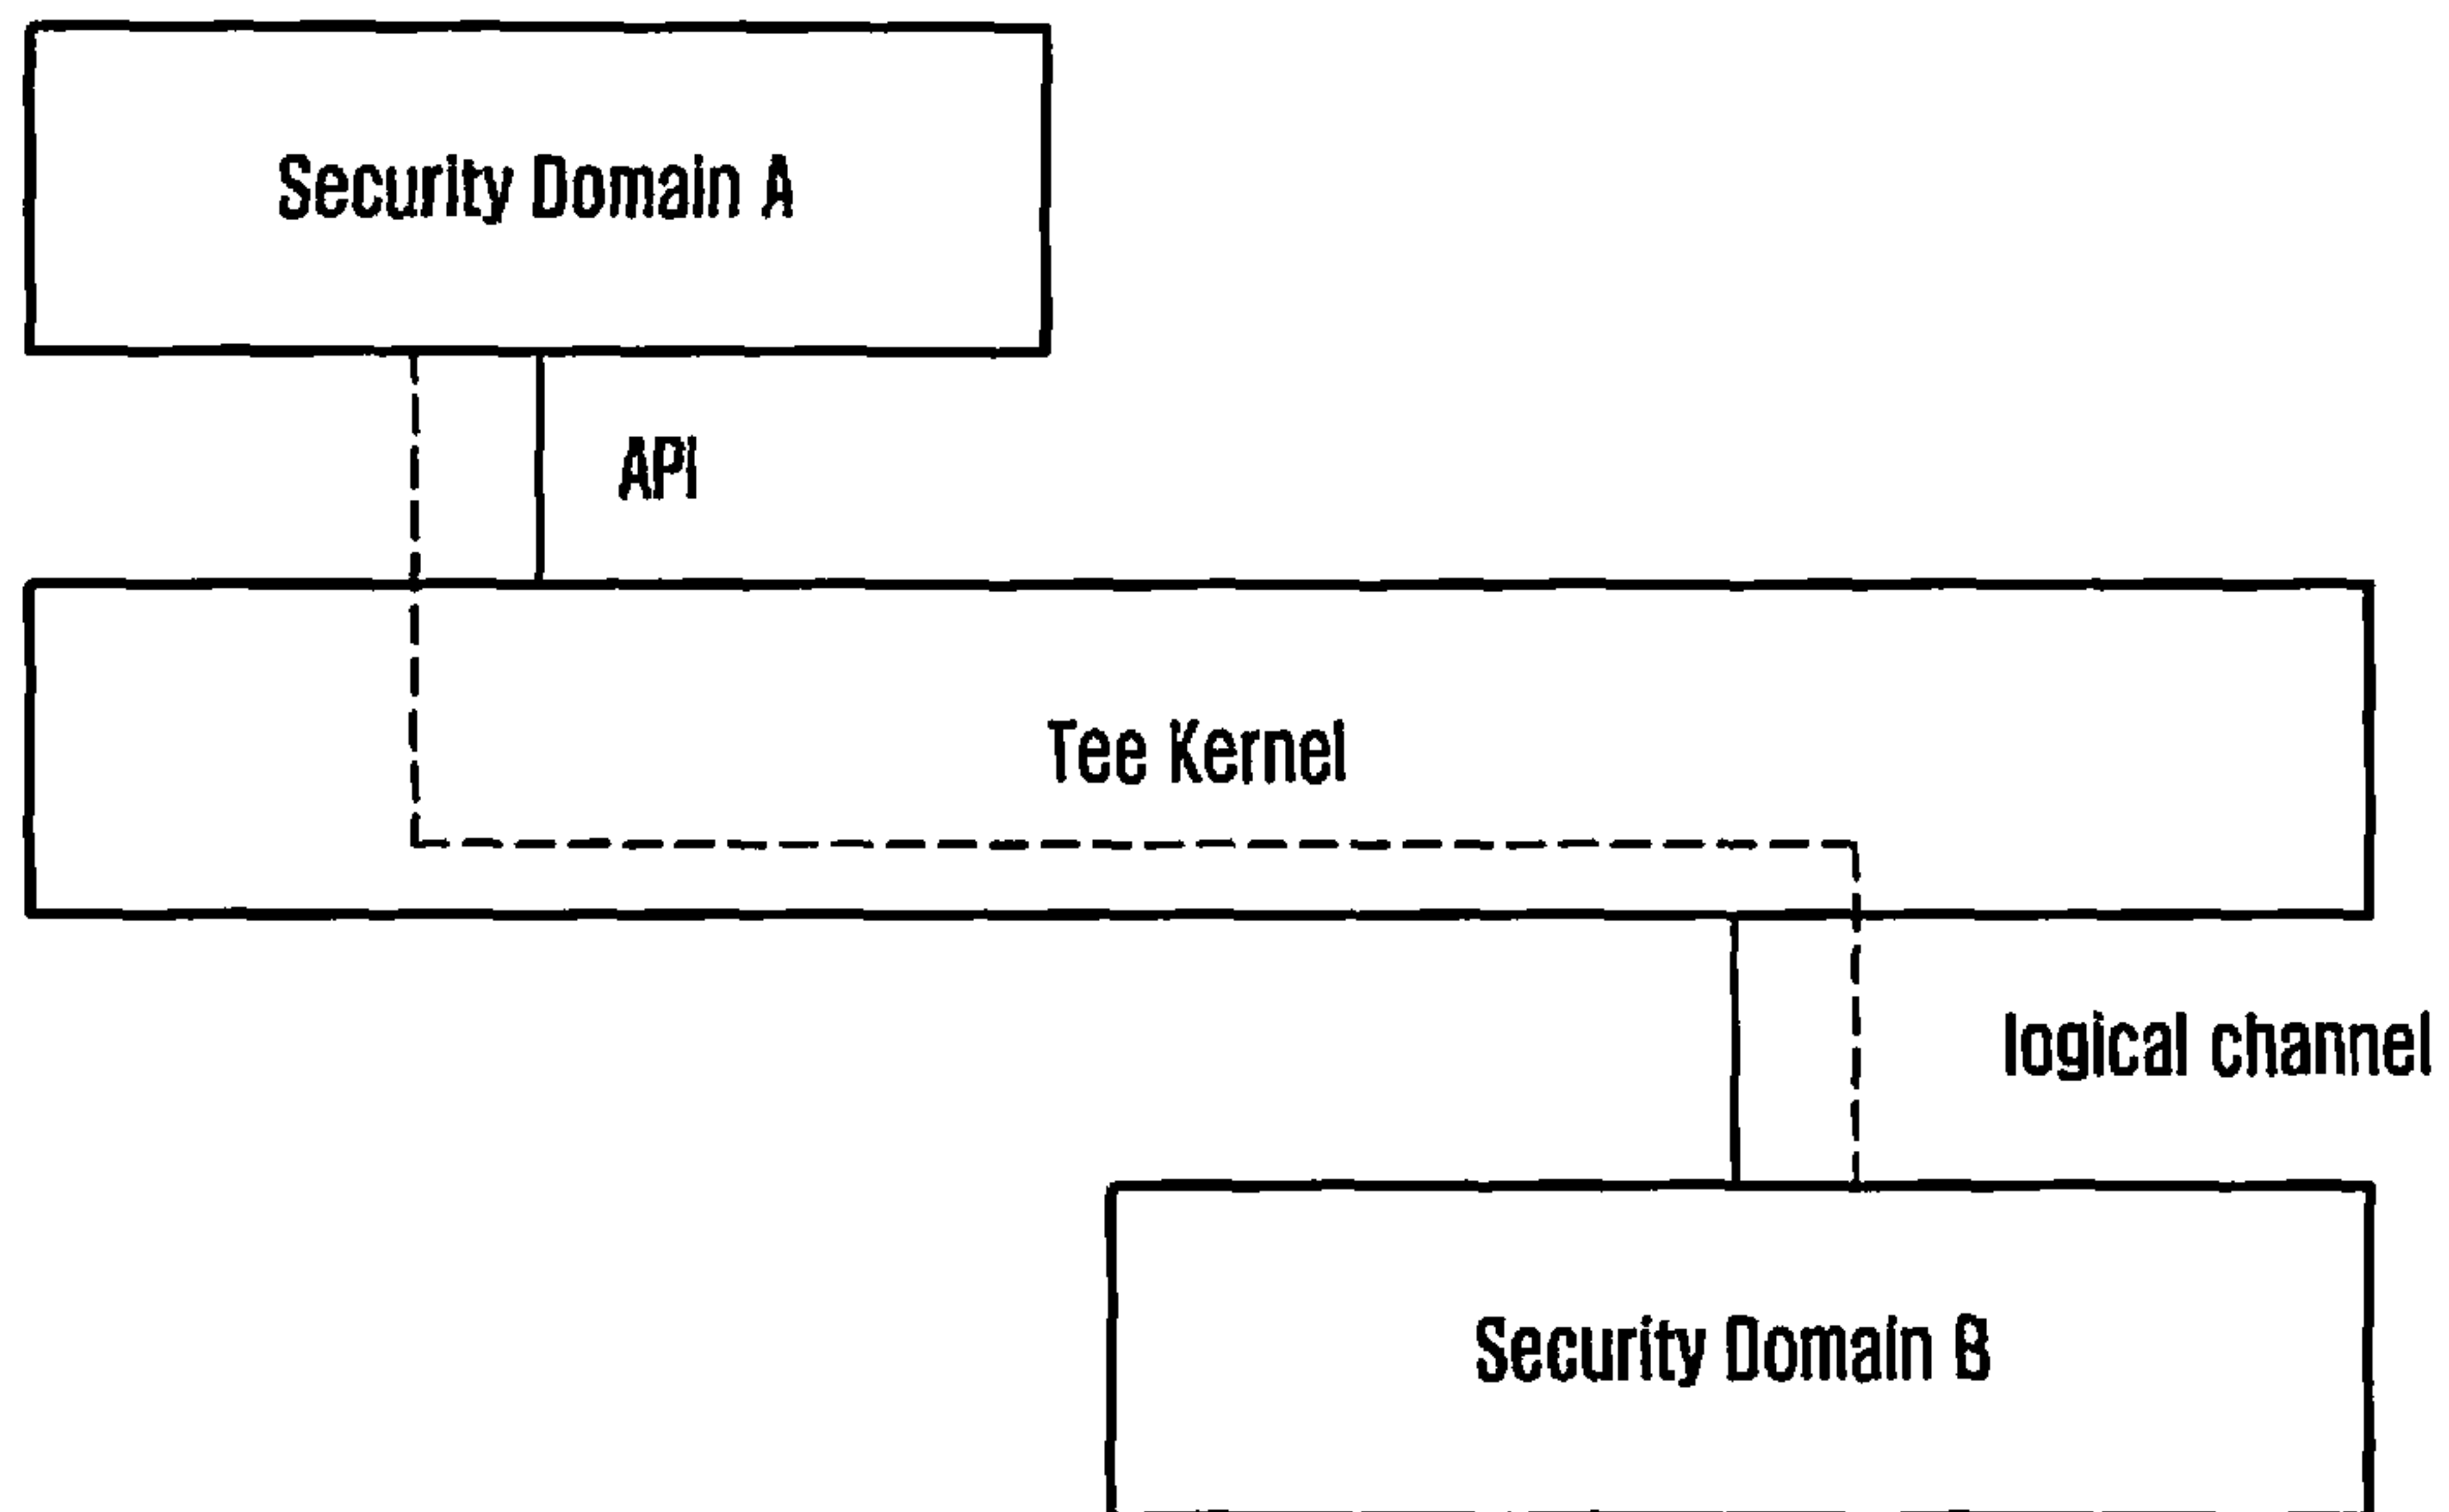 Security Domain A
API
Tee Kernel
logical channel
Security Domain B